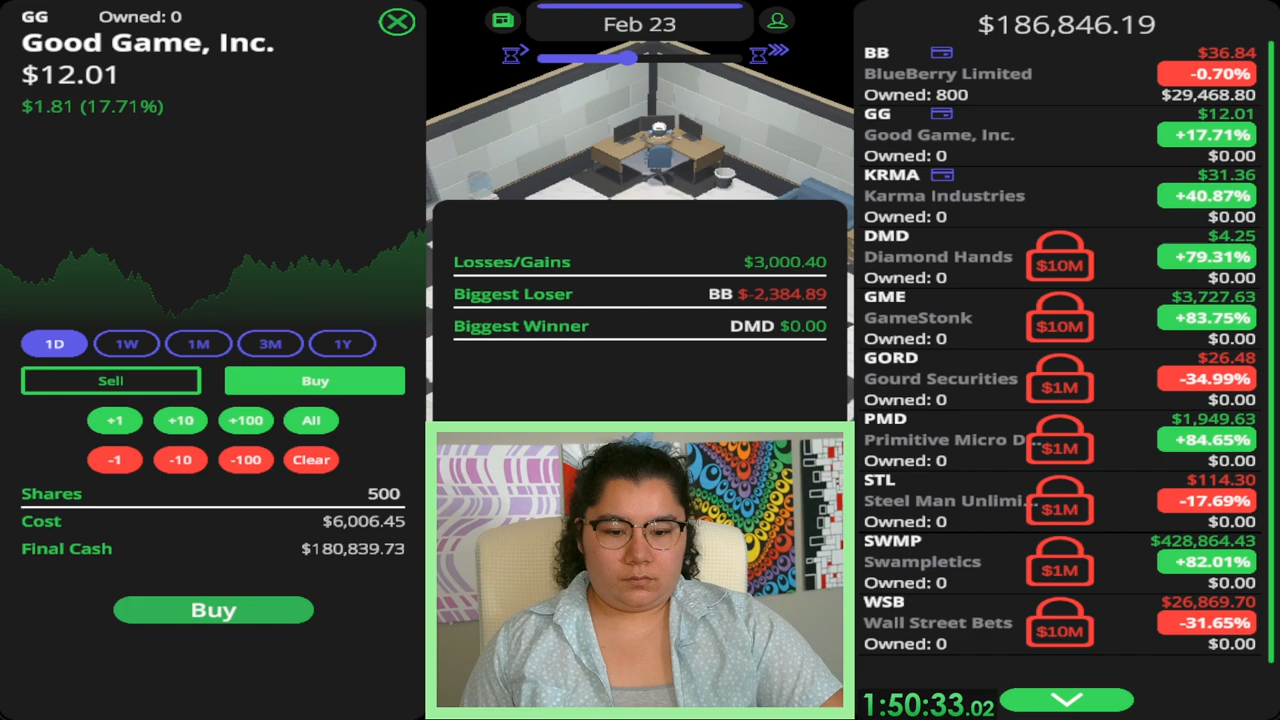 GG Owned: 0
Good Game, Inc.
$12.01
$1.81 (17.71%)
1D 1W 1M 3M 1Y
Sell Buy
+1 +10 +100 All
-1 -10 -100 Clear
Shares 500
Cost $6,006.45
Final Cash $180,839.73
Buy
Feb 23
Losses/Gains $3,000.40
Biggest Loser BB $-2,384.89
Biggest Winner DMD $0.00
$186,846.19
BB $36.84
BlueBerry Limited -0.70%
Owned: 800 $29,468.80
GG $12.01
Good Game, Inc. +17.71%
Owned: 0 $0.00
KRMA $31.36
Karma Industries +40.87%
Owned: 0 $0.00
DMD $4.25
Diamond Hands $10M +79.31%
Owned: 0 $0.00
GME $3,727.63
GameStonk $10M +83.75%
Owned: 0 $0.00
GORD $26.48
Gourd Securities $1M -34.99%
Owned: 0 $0.00
PMD $1,949.63
Primitive Micro D... $1M +84.65%
Owned: 0 $0.00
STL $114.30
Steel Man Unlimi... $1M -17.69%
Owned: 0 $0.00
SWMP $428,864.43
Swampletics $1M +82.01%
Owned: 0 $0.00
WSB $26,869.70
Wall Street Bets $10M -31.65%
Owned: 0 $0.00
1:50:33.02